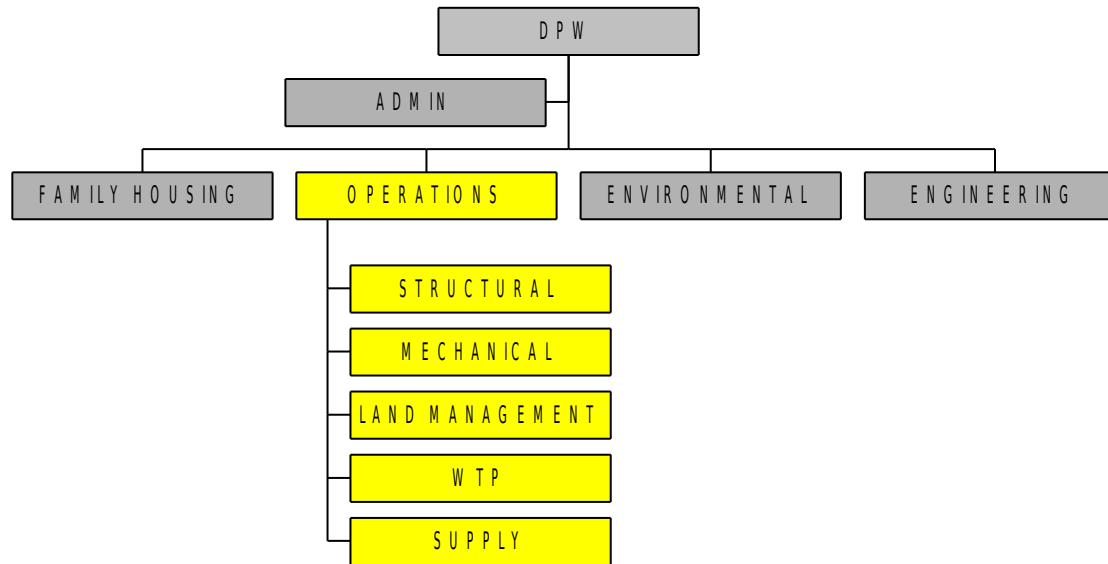 DPW
ADMIN
FAMILY HOUSING
OPERATIONS
ENVIRONMENTAL
ENGINEERING
STRUCTURAL
MECHANICAL
LAND MANAGEMENT
WTP
SUPPLY